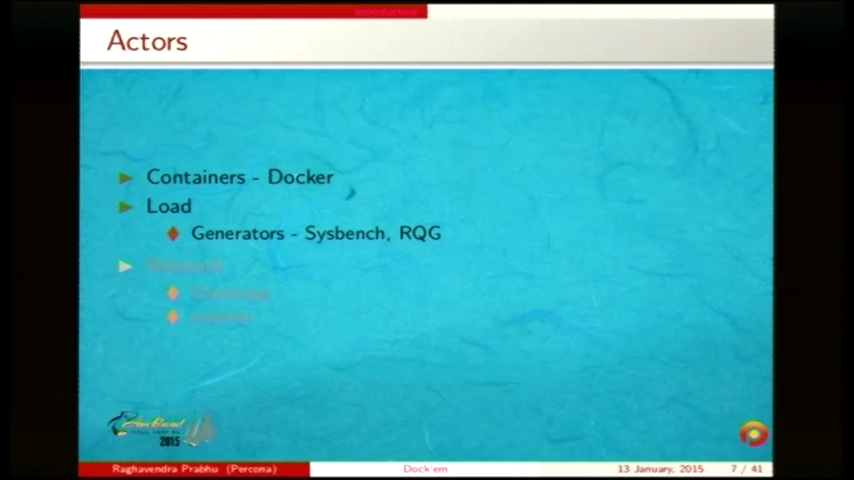 Introduction
Actors
Containers - Docker
Load
Generators - Sysbench, RQG
Network
2015
Raghavendra Prabhu (Percona)
Dock'em
13 January, 2015
7 / 41